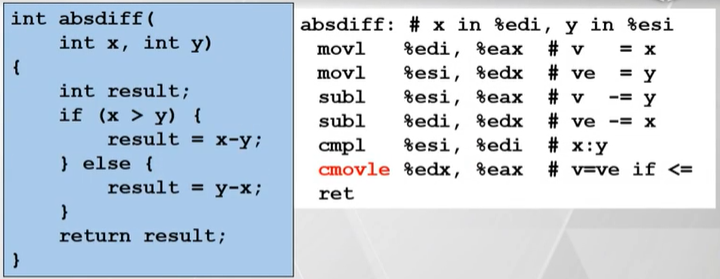 int absdiff(
    int x, int y)
{
    int result;
    if (x > y) {
        result = x-y;
    } else {
        result = y-x;
    }
    return result;
}
absdiff: # x in %edi, y in %esi
  movl   %edi, %eax  # v   = x
  movl   %esi, %edx  # ve  = y
  subl   %esi, %eax  # v  -= y
  subl   %edi, %edx  # ve -= x
  cmpl   %esi, %edi  # x:y
  cmovle %edx, %eax  # v=ve if <=
  ret